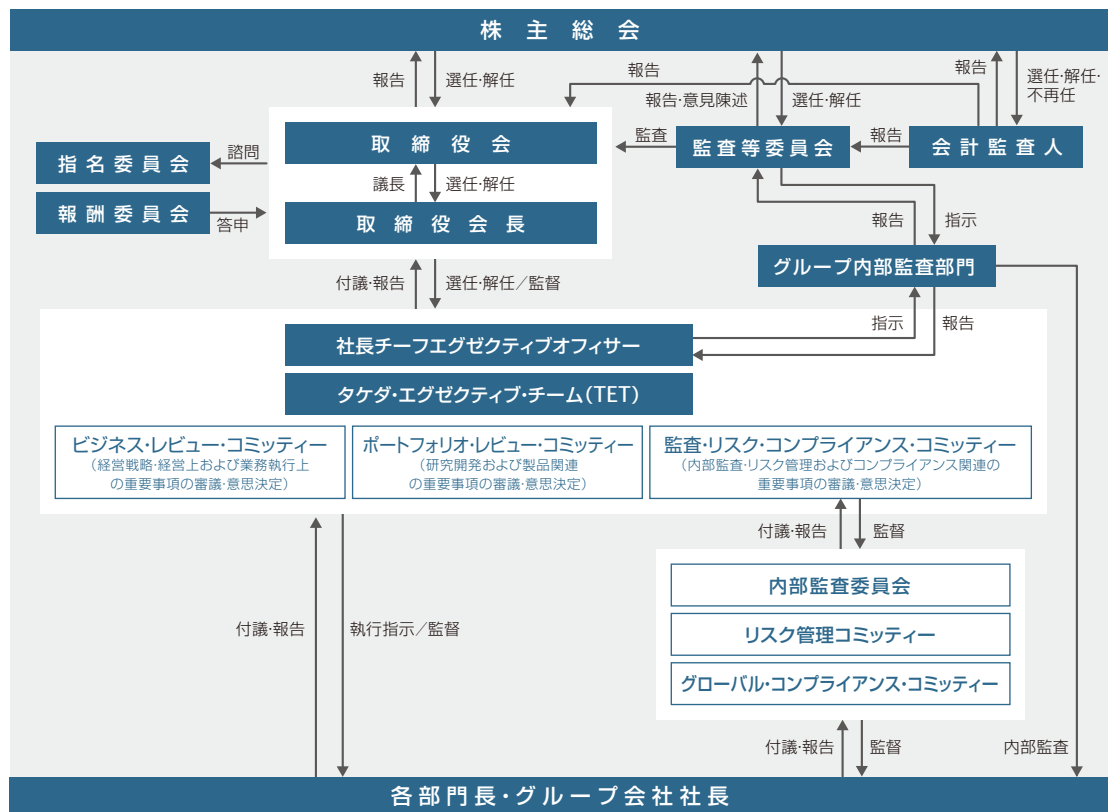 株主総会
報告
選任・解任
報告
報告・意見陳述
選任・解任
報告
選任・解任・
不再任
取締役会
監査
監査等委員会
報告
会計監査人
指名委員会
諮問
議長
選任・解任
報酬委員会
答申
取締役会長
報告
指示
グループ内部監査部門
付議・報告
選任・解任／監督
指示
報告
社長チーフエグゼクティブオフィサー
タケダ・エグゼクティブ・チーム(TET)
ビジネス・レビュー・コミッティー
(経営戦略・経営上および業務執行上
の重要事項の審議・意思決定)
ポートフォリオ・レビュー・コミッティー
(研究開発および製品関連
の重要事項の審議・意思決定)
監査・リスク・コンプライアンス・コミッティー
(内部監査・リスク管理およびコンプライアンス関連の
重要事項の審議・意思決定)
付議・報告
監督
内部監査委員会
リスク管理コミッティー
グローバル・コンプライアンス・コミッティー
付議・報告
執行指示／監督
付議・報告
監督
内部監査
各部門長・グループ会社社長